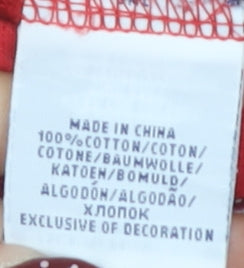 MADE IN CHINA
100%COTTON/COTON/
COTONE/BAUMWOLLE/
KATOEN/BOMULD/
ALGODÓN/ALGODÃO/
ХЛОПОК
EXCLUSIVE OF DECORATION